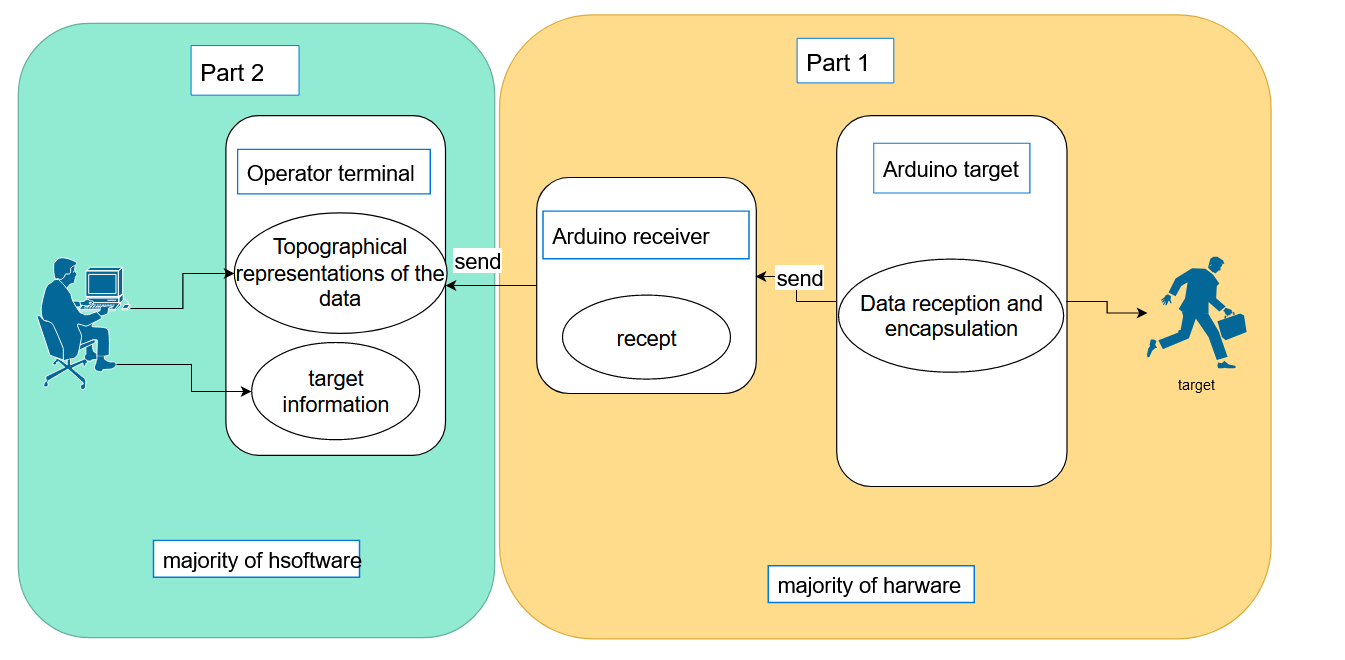 Part 2
Operator terminal
Topographical
representations of the
data
target
information
majority of hsoftware
send
Part 1
Arduino receiver
recept
send
Arduino target
Data reception and
encapsulation
target
majority of harware